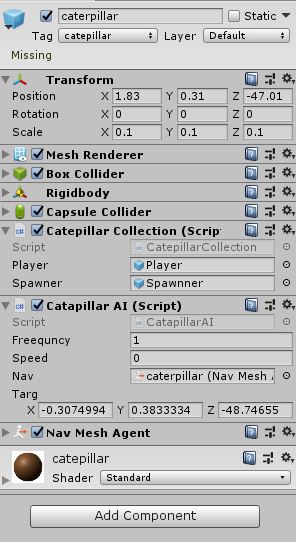 caterpillar Static
Tag catepillar Layer Default
Missing
Transform
Position X 1.83 Y 0.31 Z -47.01
Rotation X 0 Y 0 Z 0
Scale X 0.1 Y 0.1 Z 0.1
Mesh Renderer
Box Collider
Rigidbody
Capsule Collider
Catepillar Collection (Scrip
Script CatepillarCollection
Player Player
Spawner Spawnner
Catapillar AI (Script)
Script CatapillarAI
Freequncy 1
Speed 0
Nav caterpillar (Nav Mesh A
Targ
X -0.3074994 Y 0.3833334 Z -48.74655
Nav Mesh Agent
catepillar
Shader Standard
Add Component